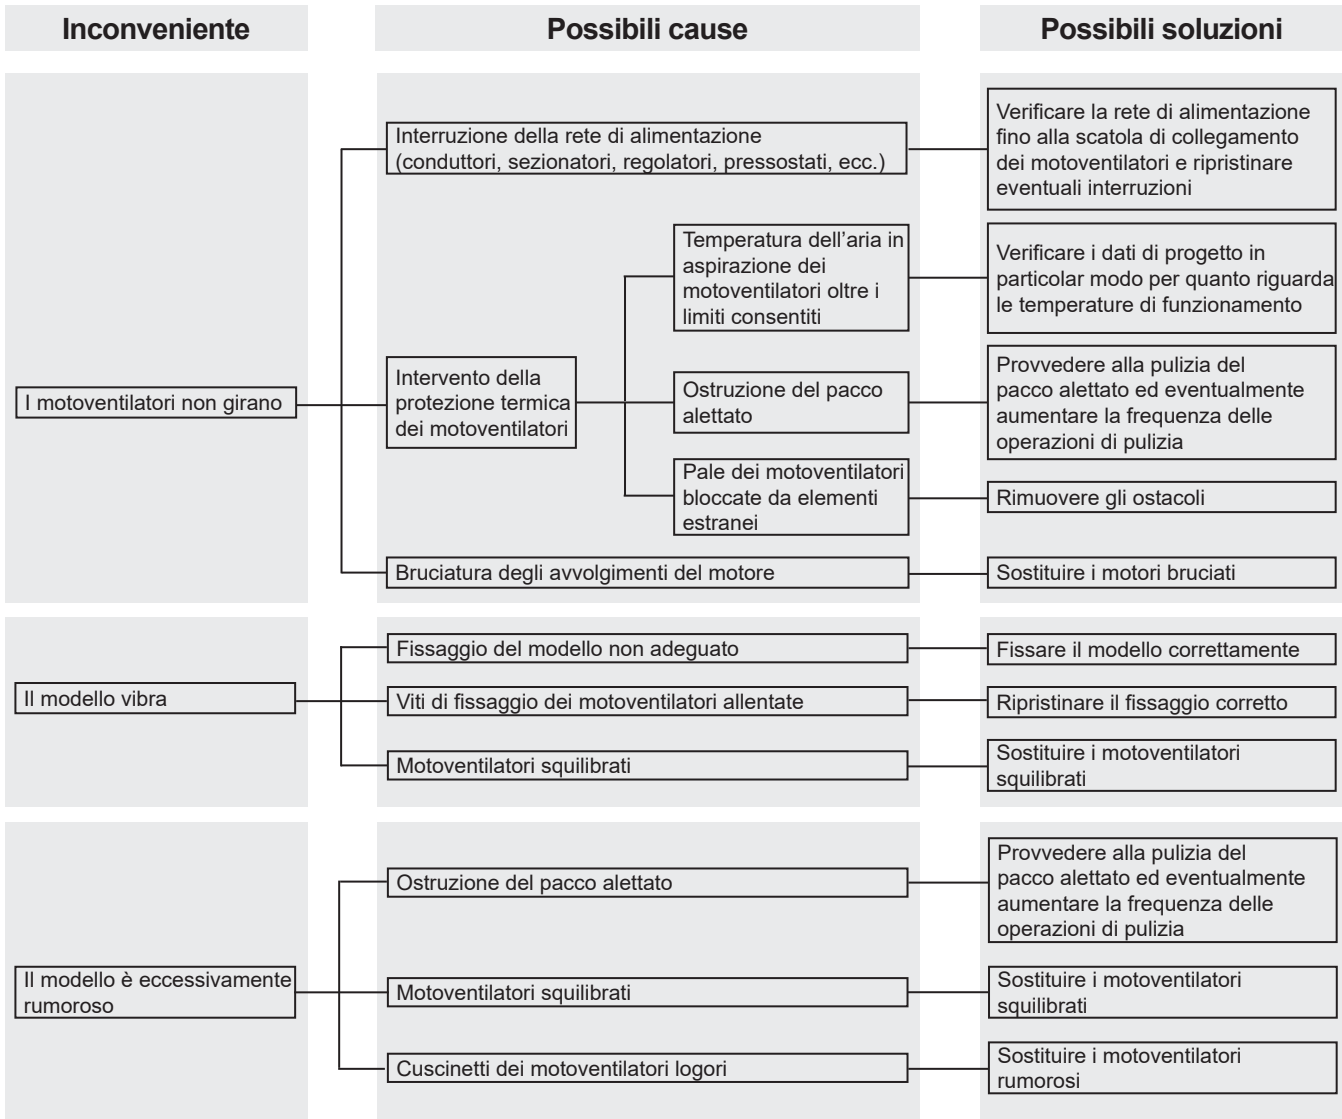 Inconveniente
Possibili cause
Possibili soluzioni
I motoventilatori non girano
Interruzione della rete di alimentazione
(conduttori, sezionatori, regolatori, pressostati, ecc.)
Verificare la rete di alimentazione
fino alla scatola di collegamento
dei motoventilatori e ripristinare
eventuali interruzioni
Intervento della
protezione termica
dei motoventilatori
Temperatura dell’aria in
aspirazione dei
motoventilatori oltre i
limiti consentiti
Verificare i dati di progetto in
particolar modo per quanto riguarda
le temperature di funzionamento
Ostruzione del pacco
alettato
Provvedere alla pulizia del
pacco alettato ed eventualmente
aumentare la frequenza delle
operazioni di pulizia
Pale dei motoventilatori
bloccate da elementi
estranei
Rimuovere gli ostacoli
Bruciatura degli avvolgimenti del motore
Sostituire i motori bruciati
Il modello vibra
Fissaggio del modello non adeguato
Fissare il modello correttamente
Viti di fissaggio dei motoventilatori allentate
Ripristinare il fissaggio corretto
Motoventilatori squilibrati
Sostituire i motoventilatori
squilibrati
Il modello è eccessivamente
rumoroso
Ostruzione del pacco alettato
Provvedere alla pulizia del
pacco alettato ed eventualmente
aumentare la frequenza delle
operazioni di pulizia
Motoventilatori squilibrati
Sostituire i motoventilatori
squilibrati
Cuscinetti dei motoventilatori logori
Sostituire i motoventilatori
rumorosi